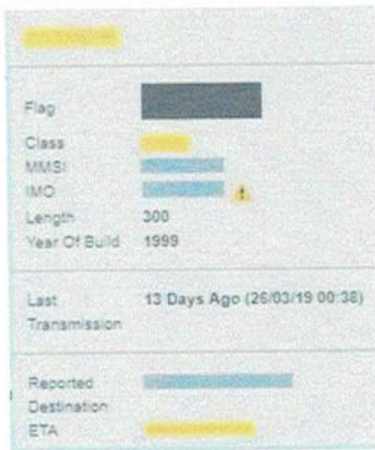 Flag
Class
MMSI
IMO
Length 300
Year Of Build 1999
Last 13 Days Ago (26/03/19 00:38)
Transmission
Reported
Destination
ETA